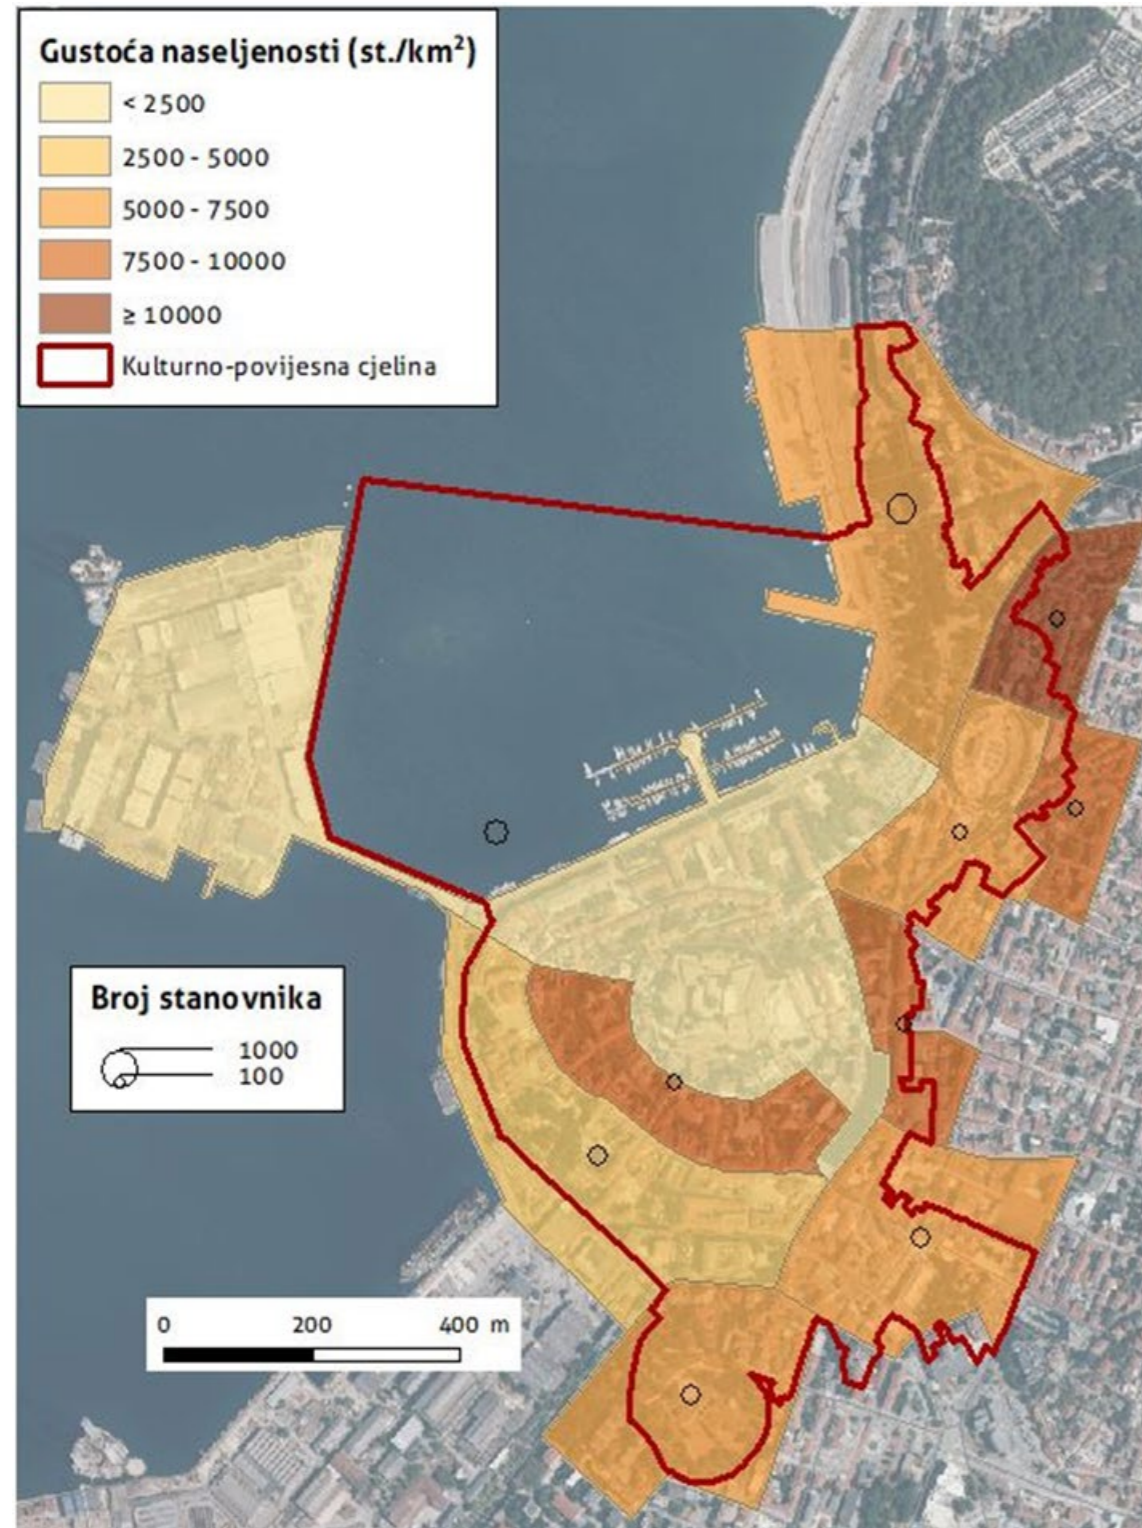 Gustoća naseljenosti (st./km²)
< 2500
2500 - 5000
5000 - 7500
7500 - 10000
≥ 10000
Kulturno-povijesna cjelina
Broj stanovnika
1000
100
0 200 400 m